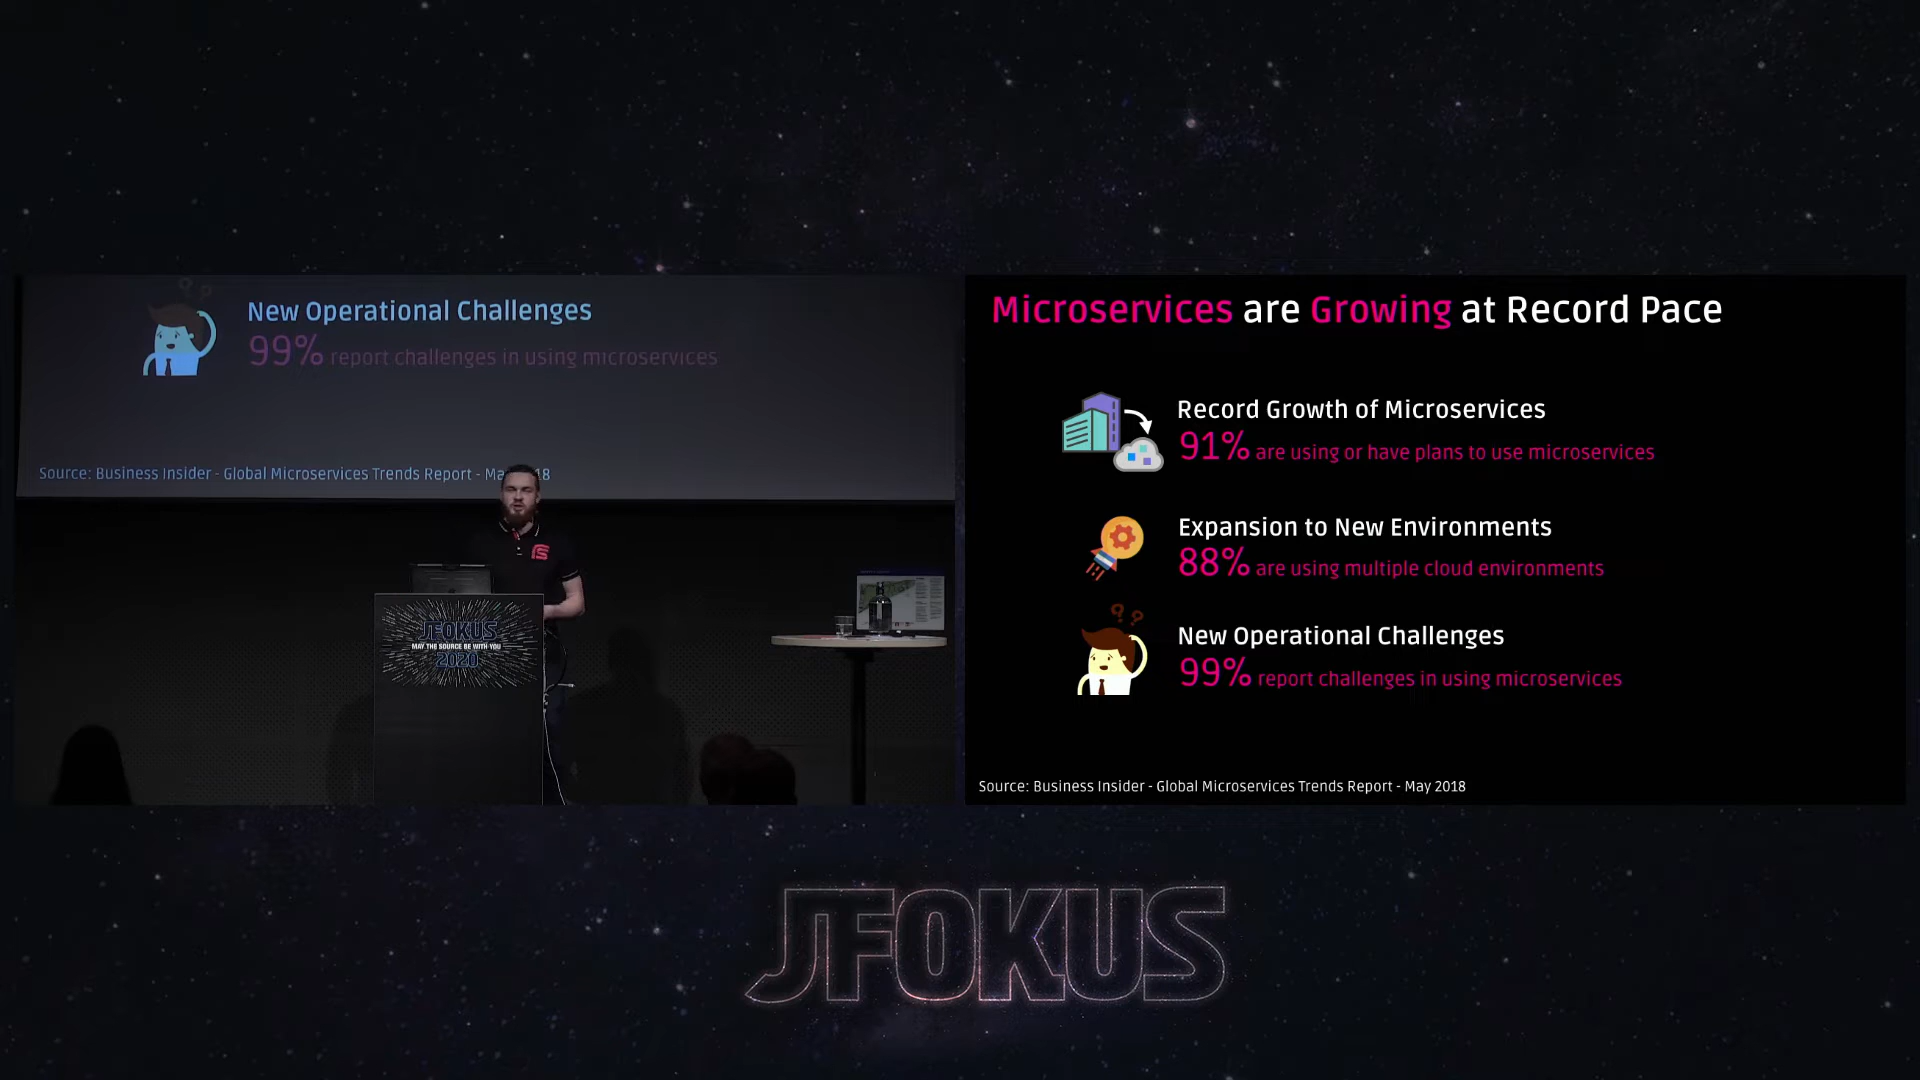 New Operational Challenges
99% report challenges in using microservices
Source: Business Insider - Global Microservices Trends Report - Ma 18
JFOKUS
MAY THE SOURCE BE WITH YOU
2020
Microservices are Growing at Record Pace
Record Growth of Microservices
91% are using or have plans to use microservices
Expansion to New Environments
88% are using multiple cloud environments
? ?
New Operational Challenges
99% report challenges in using microservices
Source: Business Insider - Global Microservices Trends Report - May 2018
JFOKUS